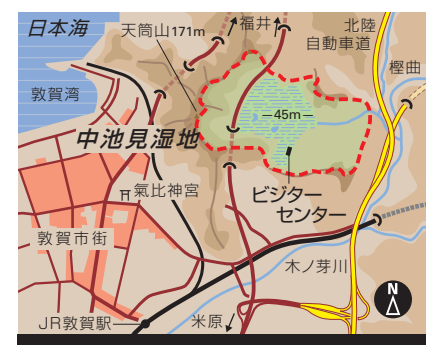 日本海
天筒山171m
福井
北陸
自動車道
樫曲
敦賀湾
45m
中池見湿地
氣比神宮
ビジター
センター
敦賀市街
木ノ芽川
N
JR敦賀駅
米原